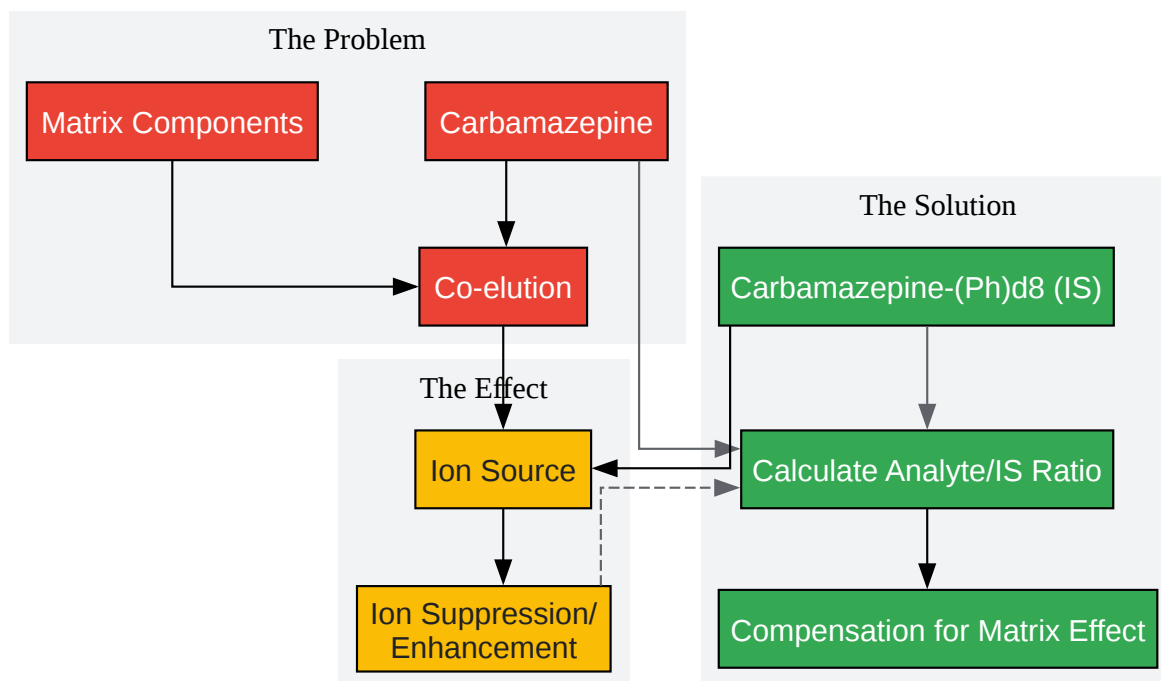 The Problem
Matrix Components
Carbamazepine
Co-elution
The Effect
Ion Source
Ion Suppression/
Enhancement
The Solution
Carbamazepine-(Ph)d8 (IS)
Calculate Analyte/IS Ratio
Compensation for Matrix Effect